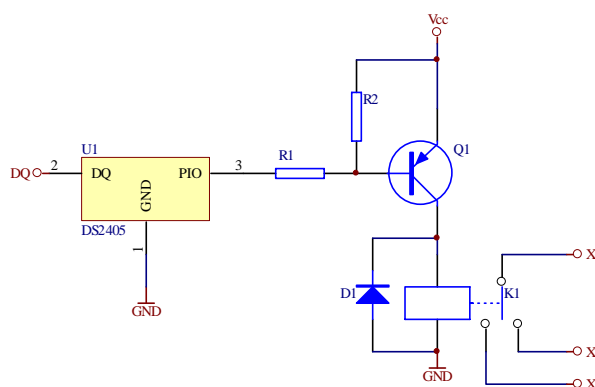 Vcc
R2
U1
R1
Q1
DQ
2
DQ
PIO
3
GND
DS2405
1
GND
X
D1
K1
X
GND
X